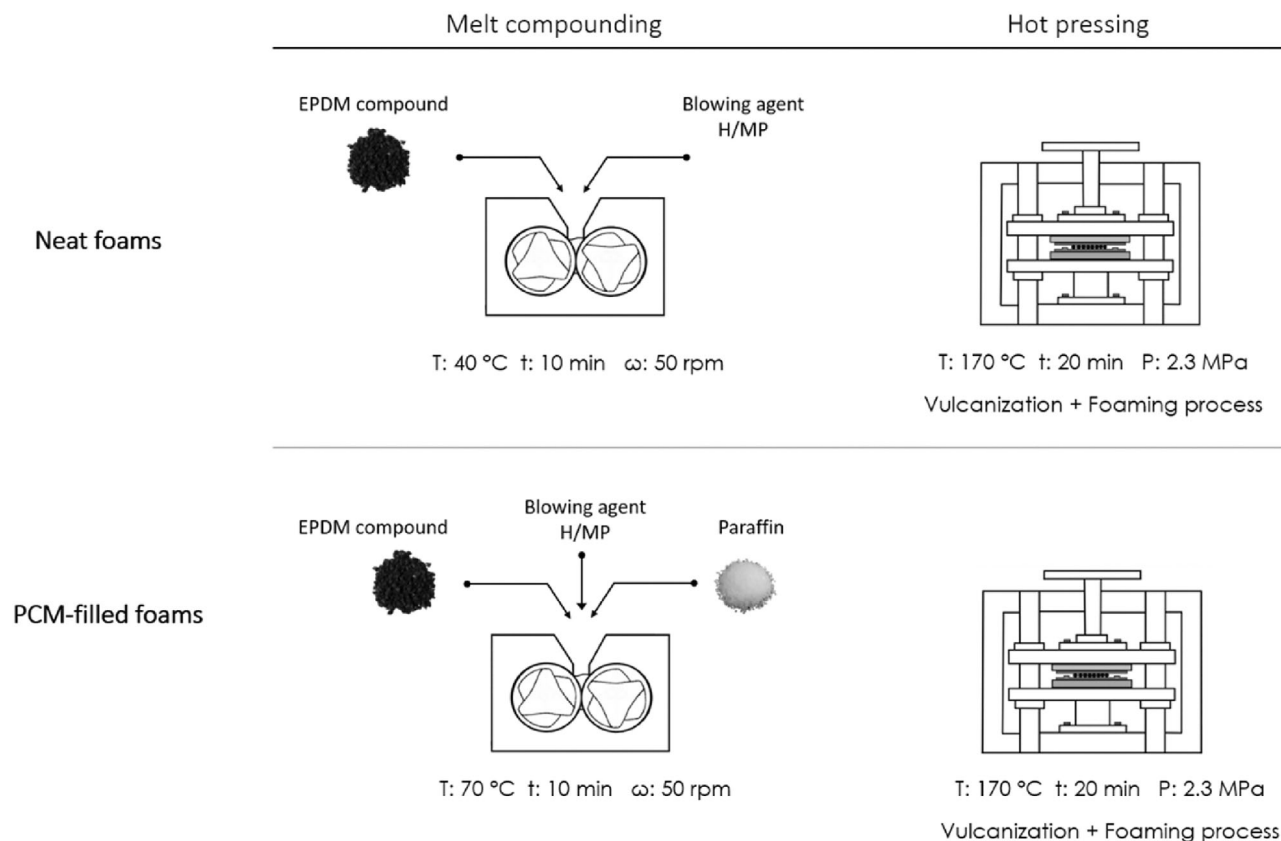 Melt compounding
Hot pressing
Neat foams
EPDM compound
Blowing agent
H/MP
T: 40 °C  t: 10 min  ω: 50 rpm
T: 170 °C  t: 20 min  P: 2.3 MPa
Vulcanization + Foaming process
PCM-filled foams
EPDM compound
Blowing agent
H/MP
Paraffin
T: 70 °C  t: 10 min  ω: 50 rpm
T: 170 °C  t: 20 min  P: 2.3 MPa
Vulcanization + Foaming process